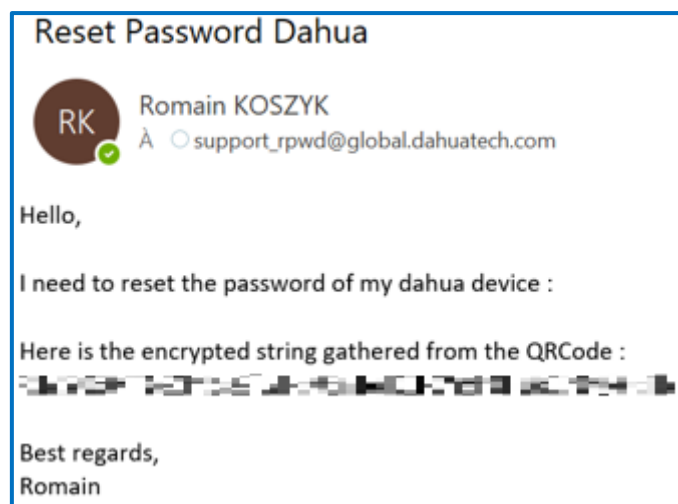 Reset Password Dahua
RK
Romain KOSZYK
À support_rpwd@global.dahuatech.com
Hello,
I need to reset the password of my dahua device :
Here is the encrypted string gathered from the QRCode :
Best regards,
Romain